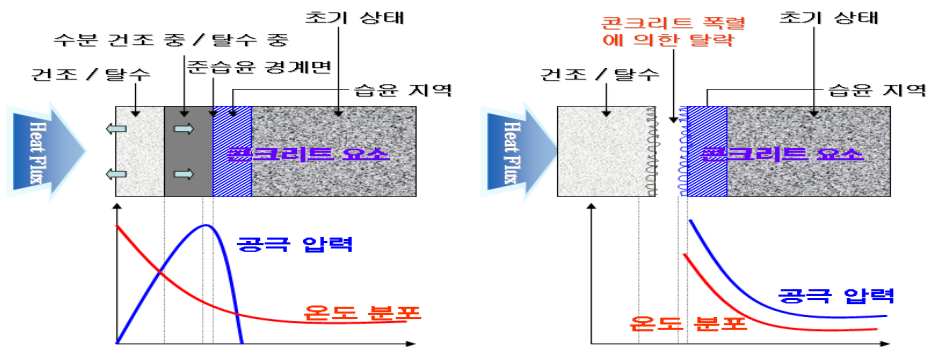 초기 상태
수분 건조 중 / 탈수 중
준습윤 경계면
건조 / 탈수
습윤 지역
Heat Flux
콘크리트 요소
공극 압력
온도 분포
콘크리트 폭렬
에 의한 탈락
초기 상태
건조 / 탈수
습윤 지역
Heat Flux
콘크리트 요소
공극 압력
온도 분포